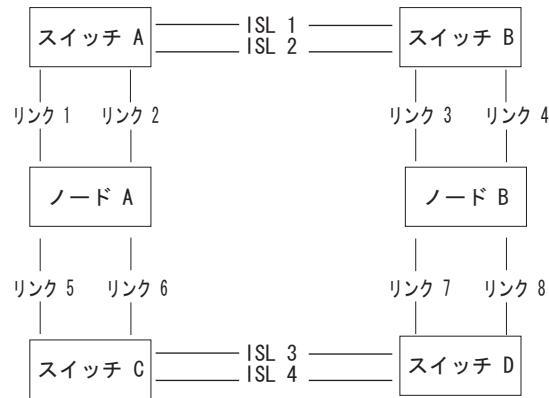 スイッチ A
ISL 1
ISL 2
スイッチ B
リンク 1
リンク 2
リンク 3
リンク 4
ノード A
ノード B
リンク 5
リンク 6
リンク 7
リンク 8
スイッチ C
ISL 3
ISL 4
スイッチ D